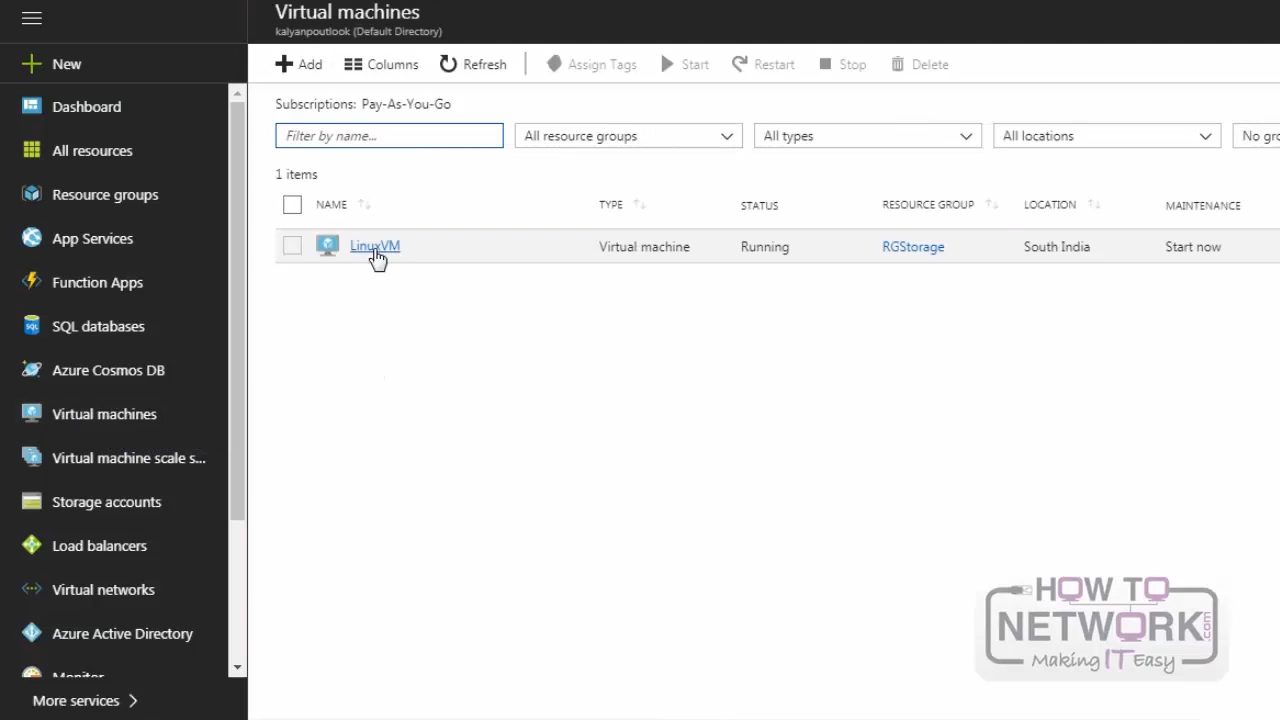 Virtual machines
kalyanpoutlook (Default Directory)
New
Add
Columns
Refresh
Assign Tags
Start
Restart
Stop
Delete
Dashboard
All resources
Resource groups
App Services
Function Apps
SQL databases
Azure Cosmos DB
Virtual machines
Virtual machine scale s...
Storage accounts
Load balancers
Virtual networks
Azure Active Directory
Monitor
More services
Subscriptions: Pay-As-You-Go
Filter by name...
All resource groups
All types
All locations
No gro
1 items
NAME TYPE STATUS RESOURCE GROUP LOCATION MAINTENANCE
LinuxVM Virtual machine Running RGStorage South India Start now
HOW TO
NETWORK.com
Making IT Easy